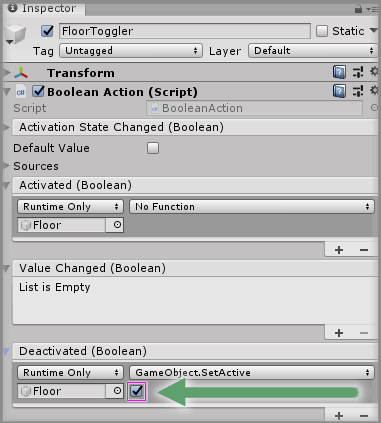 Inspector
FloorToggler Static
Tag Untagged Layer Default
Transform
Boolean Action (Script)
Script BooleanAction
Activation State Changed (Boolean)
Default Value
Sources
Activated (Boolean)
Runtime Only No Function
Floor
Value Changed (Boolean)
List is Empty
Deactivated (Boolean)
Runtime Only GameObject.SetActive
Floor